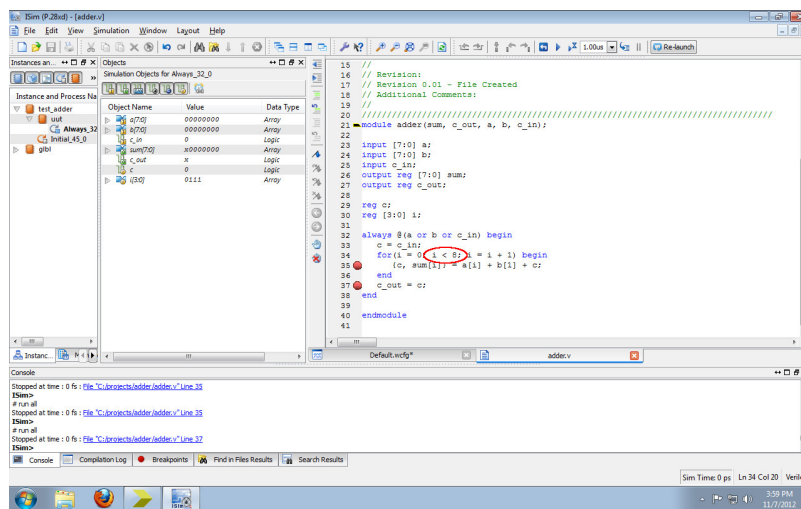 ISim (P.28xd) - [adder.v]
File Edit View Simulation Window Layout Help
1.00us
Re-launch
Instances an...
Instance and Process Na
test_adder
uut
Always_32
Initial_45_0
glbl
Objects
Simulation Objects for Always_32_0
Object Name Value Data Type
a[7:0] 00000000 Array
b[7:0] 00000000 Array
c_in 0 Logic
sum[7:0] x0000000 Array
c_out x Logic
c 0 Logic
i[3:0] 0111 Array
15 //
16 // Revision:
17 // Revision 0.01 - File Created
18 // Additional Comments:
19 //
20 //////////////////////////////////////////////////////////////////////////////////
21 module adder(sum, c_out, a, b, c_in);
22
23 input [7:0] a;
24 input [7:0] b;
25 input c_in;
26 output reg [7:0] sum;
27 output reg c_out;
28
29 reg c;
30 reg [3:0] i;
31
32 always @(a or b or c_in) begin
33 c = c_in;
34 for(i = 0; i < 8; i = i + 1) begin
35 {c, sum[i]} = a[i] + b[i] + c;
36 end
37 c_out = c;
38 end
39
40 endmodule
41
Instanc...
Default.wcfg*
adder.v
Console
Stopped at time : 0 fs : File "C:/projects/adder/adder.v" Line 35
ISim>
# run all
Stopped at time : 0 fs : File "C:/projects/adder/adder.v" Line 35
ISim>
# run all
Stopped at time : 0 fs : File "C:/projects/adder/adder.v" Line 37
ISim>
Console Compilation Log Breakpoints Find in Files Results Search Results
Sim Time: 0 ps Ln 34 Col 20 Veril
3:59 PM
11/7/2012